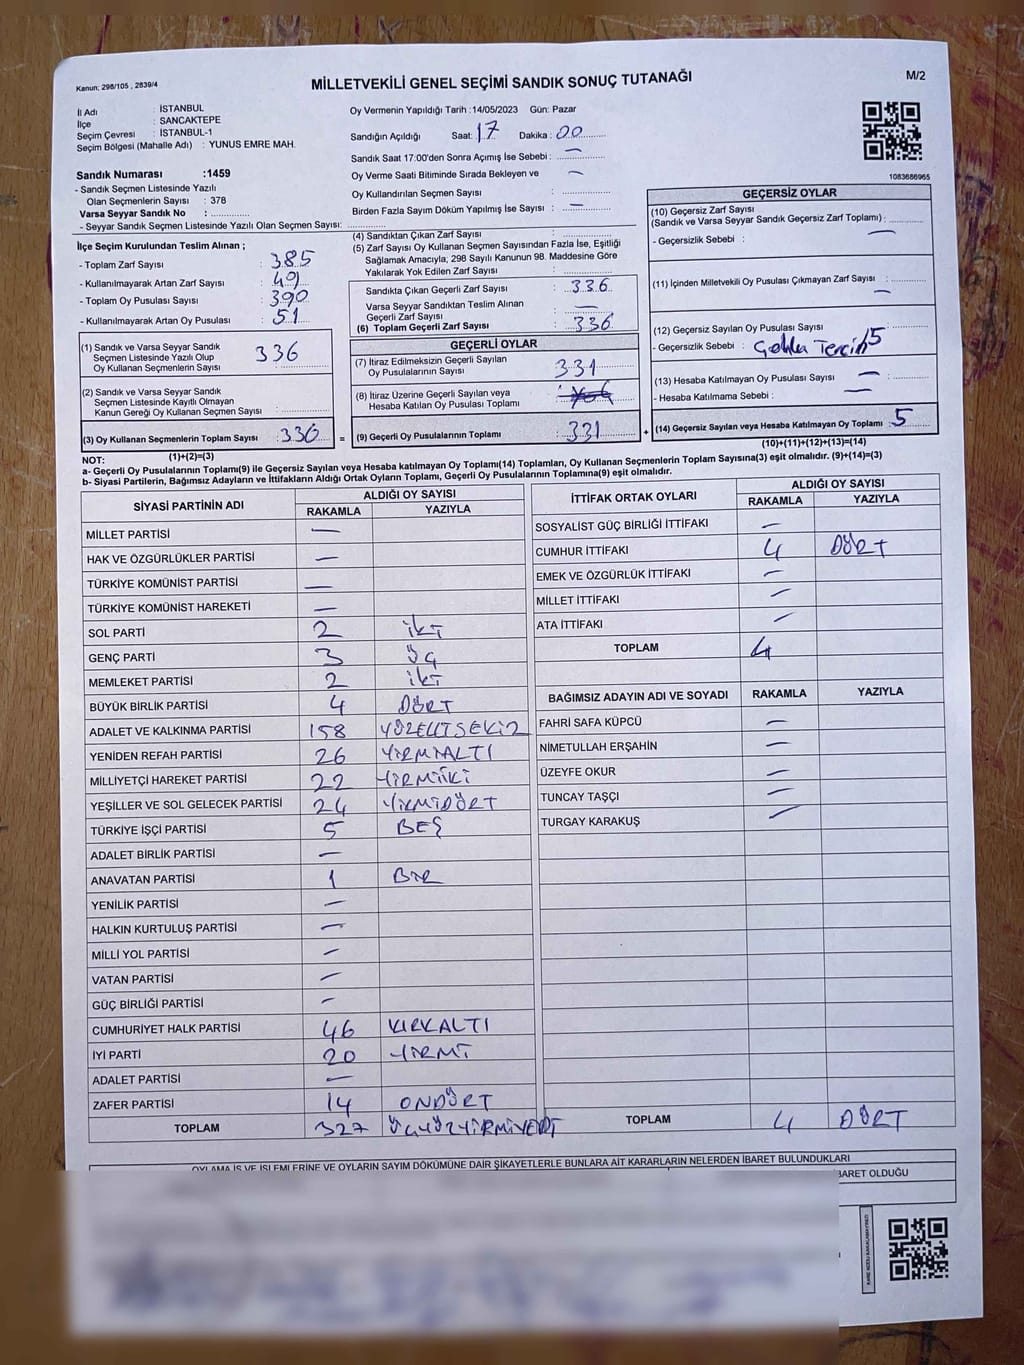 Kanun; 298/105 , 2839/4
MİLLETVEKİLİ GENEL SEÇİMİ SANDIK SONUÇ TUTANAĞI
M/2
İl Adı : İSTANBUL
İlçe : SANCAKTEPE
Seçim Çevresi : İSTANBUL-1
Seçim Bölgesi (Mahalle Adı) : YUNUS EMRE MAH.
Oy Vermenin Yapıldığı Tarih :14/05/2023 Gün: Pazar
Sandığın Açıldığı Saat: 17 Dakika : 00
Sandık Saat 17:00'den Sonra Açımış İse Sebebi : —
Oy Verme Saati Bitiminde Sırada Bekleyen ve —
Oy Kullandırılan Seçmen Sayısı :
Birden Fazla Sayım Döküm Yapılmış İse Sayısı : —
1083686965
Sandık Numarası :1459
- Sandık Seçmen Listesinde Yazılı
Olan Seçmenlerin Sayısı : 378
Varsa Seyyar Sandık No :
- Seyyar Sandık Seçmen Listesinde Yazılı Olan Seçmen Sayısı:
İlçe Seçim Kurulundan Teslim Alınan ;
- Toplam Zarf Sayısı : 385
- Kullanılmayarak Artan Zarf Sayısı : 49
- Toplam Oy Pusulası Sayısı : 390
- Kullanılmayarak Artan Oy Pusulası : 51
(4) Sandıktan Çıkan Zarf Sayısı :
(5) Zarf Sayısı Oy Kullanan Seçmen Sayısından Fazla İse, Eşitliği
Sağlamak Amacıyla, 298 Sayılı Kanunun 98. Maddesine Göre
Yakılarak Yok Edilen Zarf Sayısı :
Sandıkta Çıkan Geçerli Zarf Sayısı : 336
Varsa Seyyar Sandıktan Teslim Alınan —
(6) Toplam Geçerli Zarf Sayısı : 336
GEÇERSİZ OYLAR
(10) Geçersiz Zarf Sayısı
(Sandık ve Varsa Seyyar Sandık Geçersiz Zarf Toplamı) :
- Geçersizlik Sebebi : —
(11) İçinden Milletvekili Oy Pusulası Çıkmayan Zarf Sayısı : —
(12) Geçersiz Sayılan Oy Pusulası Sayısı : 5
- Geçersizlik Sebebi :
(13) Hesaba Katılmayan Oy Pusulası Sayısı — :
- Hesaba Katılmama Sebebi : —
(14) Geçersiz Sayılan veya Hesaba Katılmayan Oy Toplamı : 5
(10)+(11)+(12)+(13)=(14)
(1) Sandık ve Varsa Seyyar Sandık
Seçmen Listesinde Yazılı Olup
Oy Kullanan Seçmenlerin Sayısı : 336
(2) Sandık ve Varsa Seyyar Sandık
Seçmen Listesinde Kayıtlı Olmayan
Kanun Gereği Oy Kullanan Seçmen Sayısı :
(3) Oy Kullanan Seçmenlerin Toplam Sayısı : 336 =
(1)+(2)=(3)
GEÇERLİ OYLAR
(7) İtiraz Edilmeksizin Geçerli Sayılan
Oy Pusulalarının Sayısı : 331
(8) İtiraz Üzerine Geçerli Sayılan veya
Hesaba Katılan Oy Pusulası Toplamı :
(9) Geçerli Oy Pusulalarının Toplamı : 331 +
NOT:
a- Geçerli Oy Pusulalarının Toplamı(9) ile Geçersiz Sayılan veya Hesaba katılmayan Oy Toplamı(14) Toplamları, Oy Kullanan Seçmenlerin Toplam Sayısına(3) eşit olmalıdır. (9)+(14)=(3)
b- Siyasi Partilerin, Bağımsız Adayların ve İttifakların Aldığı Ortak Oyların Toplamı, Geçerli Oy Pusulalarının Toplamına(9) eşit olmalıdır.
SİYASİ PARTİNİN ADI
ALDIĞI OY SAYISI
RAKAMLA YAZIYLA
MİLLET PARTİSİ —
HAK VE ÖZGÜRLÜKLER PARTİSİ —
TÜRKİYE KOMÜNİST PARTİSİ —
TÜRKİYE KOMÜNİST HAREKETİ —
SOL PARTİ 2 İKİ
GENÇ PARTİ 3 ÜÇ
MEMLEKET PARTİSİ 2 İKİ
BÜYÜK BİRLİK PARTİSİ 4 DÖRT
ADALET VE KALKINMA PARTİSİ 158 YÜZELLİSEKİZ
YENİDEN REFAH PARTİSİ 26 YİRMİALTI
MİLLİYETÇİ HAREKET PARTİSİ 22 YİRMİİKİ
YEŞİLLER VE SOL GELECEK PARTİSİ 24 YİRMİDÖRT
TÜRKİYE İŞÇİ PARTİSİ 5 BEŞ
ADALET BİRLİK PARTİSİ —
ANAVATAN PARTİSİ 1 BİR
YENİLİK PARTİSİ —
HALKIN KURTULUŞ PARTİSİ —
MİLLİ YOL PARTİSİ —
VATAN PARTİSİ —
GÜÇ BİRLİĞİ PARTİSİ —
CUMHURİYET HALK PARTİSİ 46 KIRKALTI
İYİ PARTİ 20 YİRMİ
ADALET PARTİSİ —
ZAFER PARTİSİ 14 ONDÖRT
TOPLAM 327 ÜÇYÜZYİRMİYEDİ
İTTİFAK ORTAK OYLARI
ALDIĞI OY SAYISI
RAKAMLA YAZIYLA
SOSYALİST GÜÇ BİRLİĞİ İTTİFAKI —
CUMHUR İTTİFAKI 4 DÖRT
EMEK VE ÖZGÜRLÜK İTTİFAKI —
MİLLET İTTİFAKI —
ATA İTTİFAKI —
TOPLAM 4
BAĞIMSIZ ADAYIN ADI VE SOYADI RAKAMLA YAZIYLA
FAHRİ SAFA KÜPCÜ —
NİMETULLAH ERŞAHİN —
ÜZEYFE OKUR —
TUNCAY TAŞÇI —
TURGAY KARAKUŞ —
TOPLAM 4 DÖRT
OYLAMA İŞ VE İŞLEMLERİNE VE OYLARIN SAYIM DÖKÜMÜNE DAİR ŞİKAYETLERLE BUNLARA AİT KARARLARIN NELERDEN İBARET BULUNDUKLARI
BARET OLDUĞU